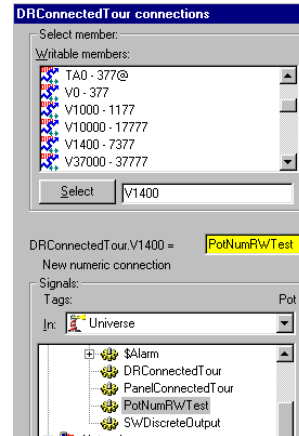 DRConnectedTour connections
Select member:
Writable members:
TA0 - 377@
V0 - 377
V1000 - 1177
V10000 - 17777
V1400 - 7377
V37000 - 37777
Select V1400
DRConnectedTour.V1400 = PotNumRWTest
New numeric connection
Signals:
Tags: Pot
In: Universe
$Alarm
DRConnectedTour
PanelConnectedTour
PotNumRWTest
SWDiscreteOutput